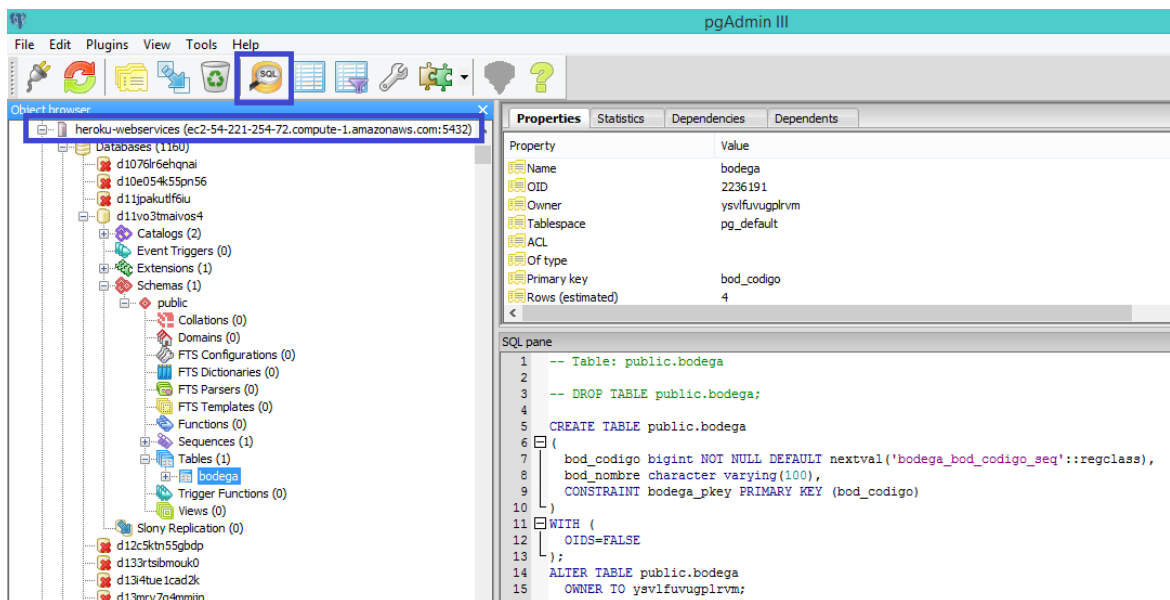 pgAdmin III
File Edit Plugins View Tools Help
SQL
Object browser
heroku-webservices (ec2-54-221-254-72.compute-1.amazonaws.com:5432)
Databases (1160)
d1076lr6ehqnai
d10e054k55pn56
d11jpakutlf6iu
d11vo3tmaivos4
Catalogs (2)
Event Triggers (0)
Extensions (1)
Schemas (1)
public
Collations (0)
Domains (0)
FTS Configurations (0)
FTS Dictionaries (0)
FTS Parsers (0)
FTS Templates (0)
Functions (0)
Sequences (1)
Tables (1)
bodega
Trigger Functions (0)
Views (0)
Slony Replication (0)
d12c5ktn55gbdp
d133rtsibmouk0
d13i4tue1cad2k
d13mrv7q4mmjin
Properties Statistics Dependencies Dependents
Property Value
Name bodega
OID 2236191
Owner ysvlfuvugplrvm
Tablespace pg_default
ACL
Of type
Primary key bod_codigo
Rows (estimated) 4
SQL pane
1 -- Table: public.bodega
2
3 -- DROP TABLE public.bodega;
4
5 CREATE TABLE public.bodega
6 (
7 bod_codigo bigint NOT NULL DEFAULT nextval('bodega_bod_codigo_seq'::regclass),
8 bod_nombre character varying(100),
9 CONSTRAINT bodega_pkey PRIMARY KEY (bod_codigo)
10 )
11 WITH (
12 OIDS=FALSE
13 );
14 ALTER TABLE public.bodega
15 OWNER TO ysvlfuvugplrvm;